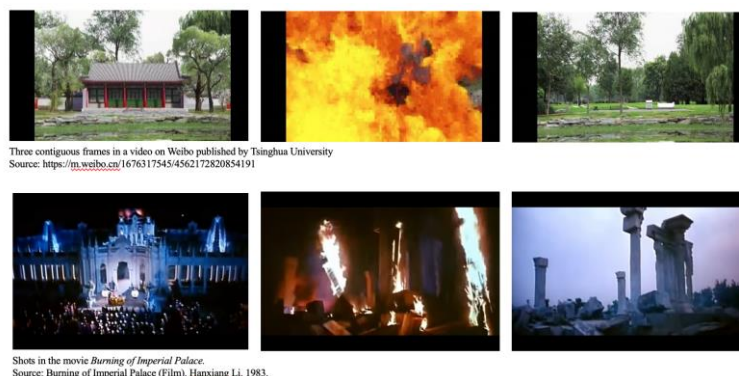 Three contiguous frames in a video on Weibo published by Tsinghua University
Source: https://m.weibo.cn/1676317545/4562172820854191
Shots in the movie Burning of Imperial Palace.
Source: Burning of Imperial Palace (Film). Hanxiang Li. 1983.